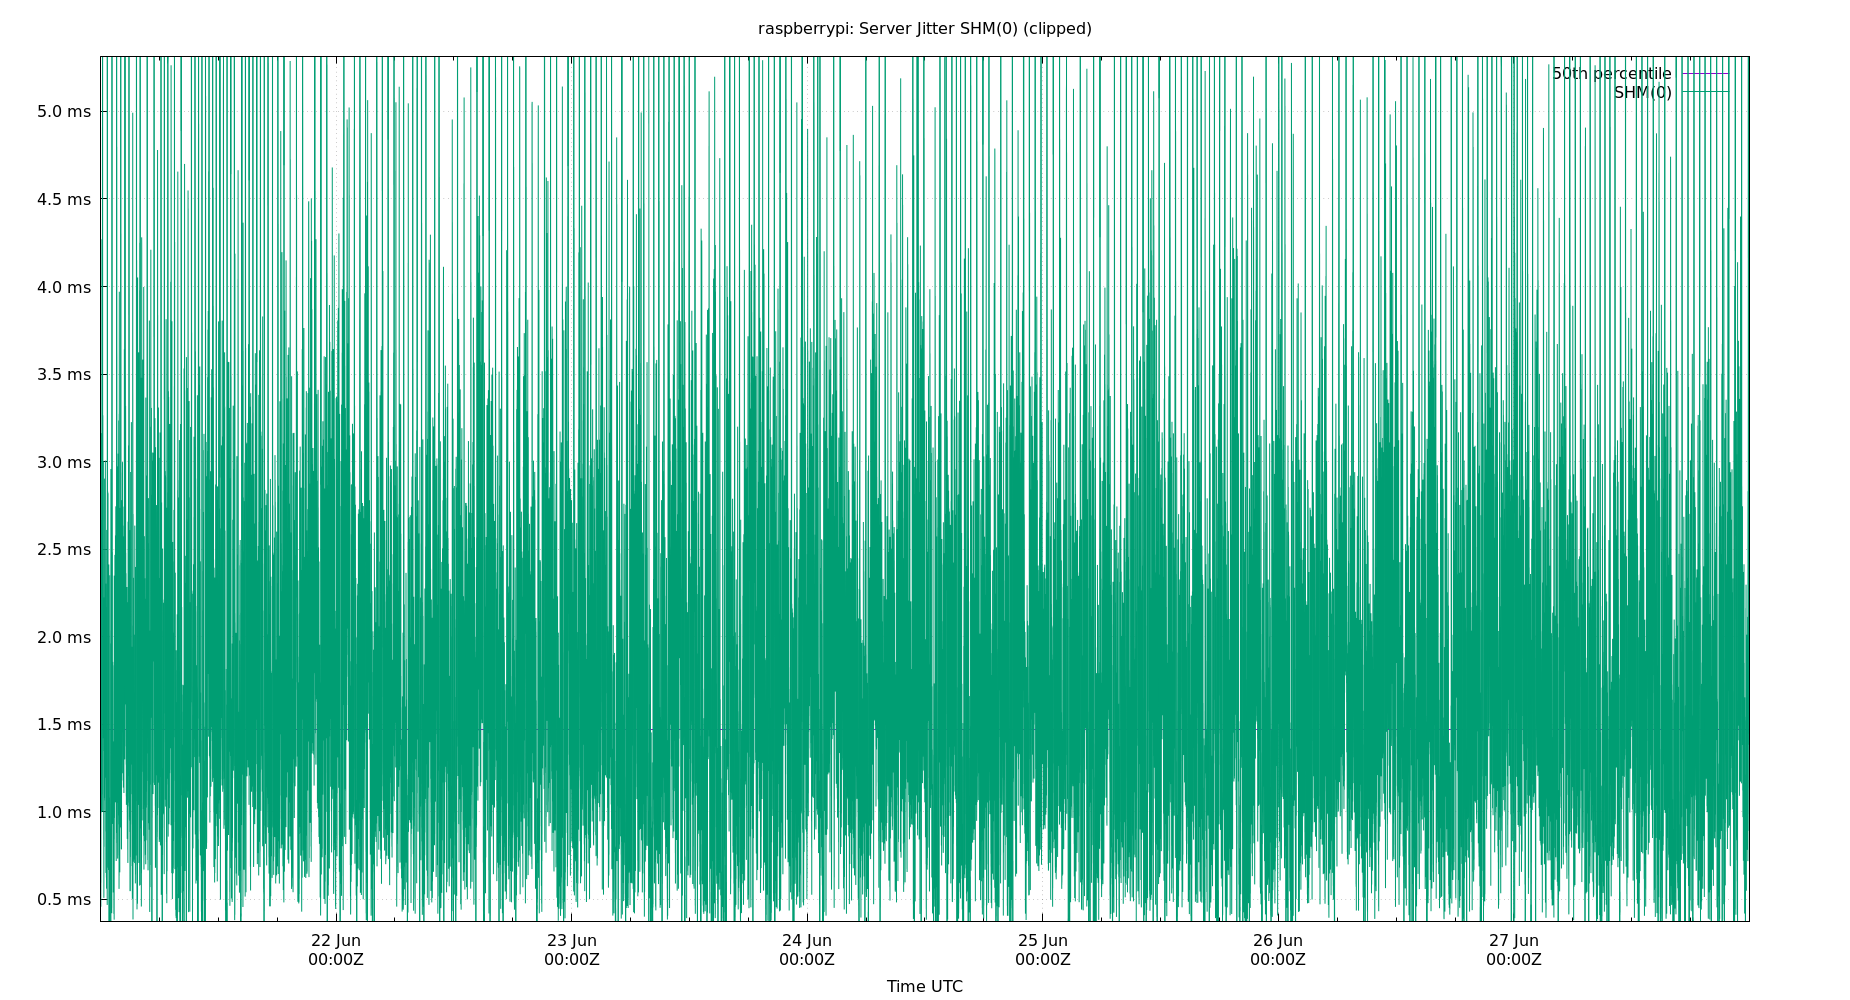 raspberrypi: Server Jitter SHM(0) (clipped)
50th percentile
SHM(0)
5.0 ms
4.5 ms
4.0 ms
3.5 ms
3.0 ms
2.5 ms
2.0 ms
1.5 ms
1.0 ms
0.5 ms
22 Jun 23 Jun 24 Jun 25 Jun 26 Jun 27 Jun
00:00Z 00:00Z 00:00Z 00:00Z 00:00Z 00:00Z
Time UTC